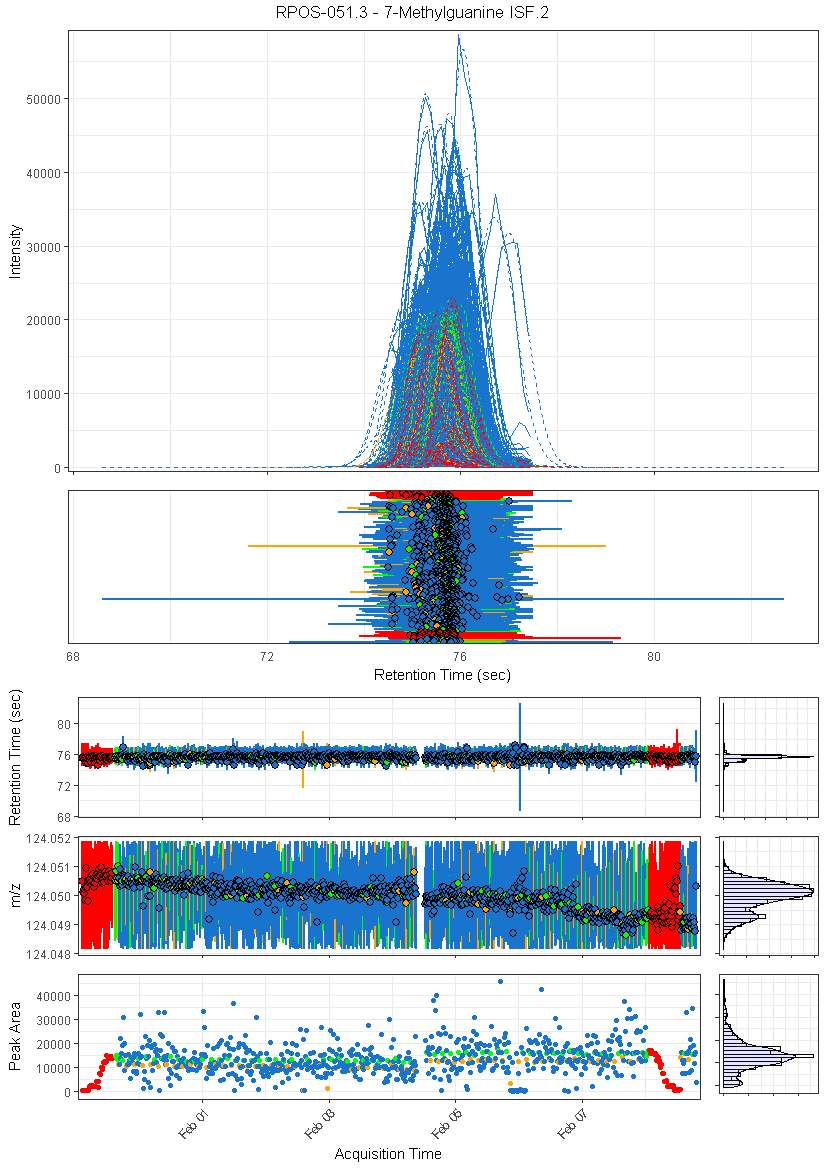 RPOS-051.3 - 7-Methylguanine ISF.2
Intensity
50000
40000
30000
20000
10000
0
68 72 76 80
Retention Time (sec)
Retention Time (sec)
80
76
72
68
m/z
124.052
124.051
124.050
124.049
124.048
Peak Area
40000
30000
20000
10000
0
Feb 01 Feb 03 Feb 05 Feb 07
Acquisition Time